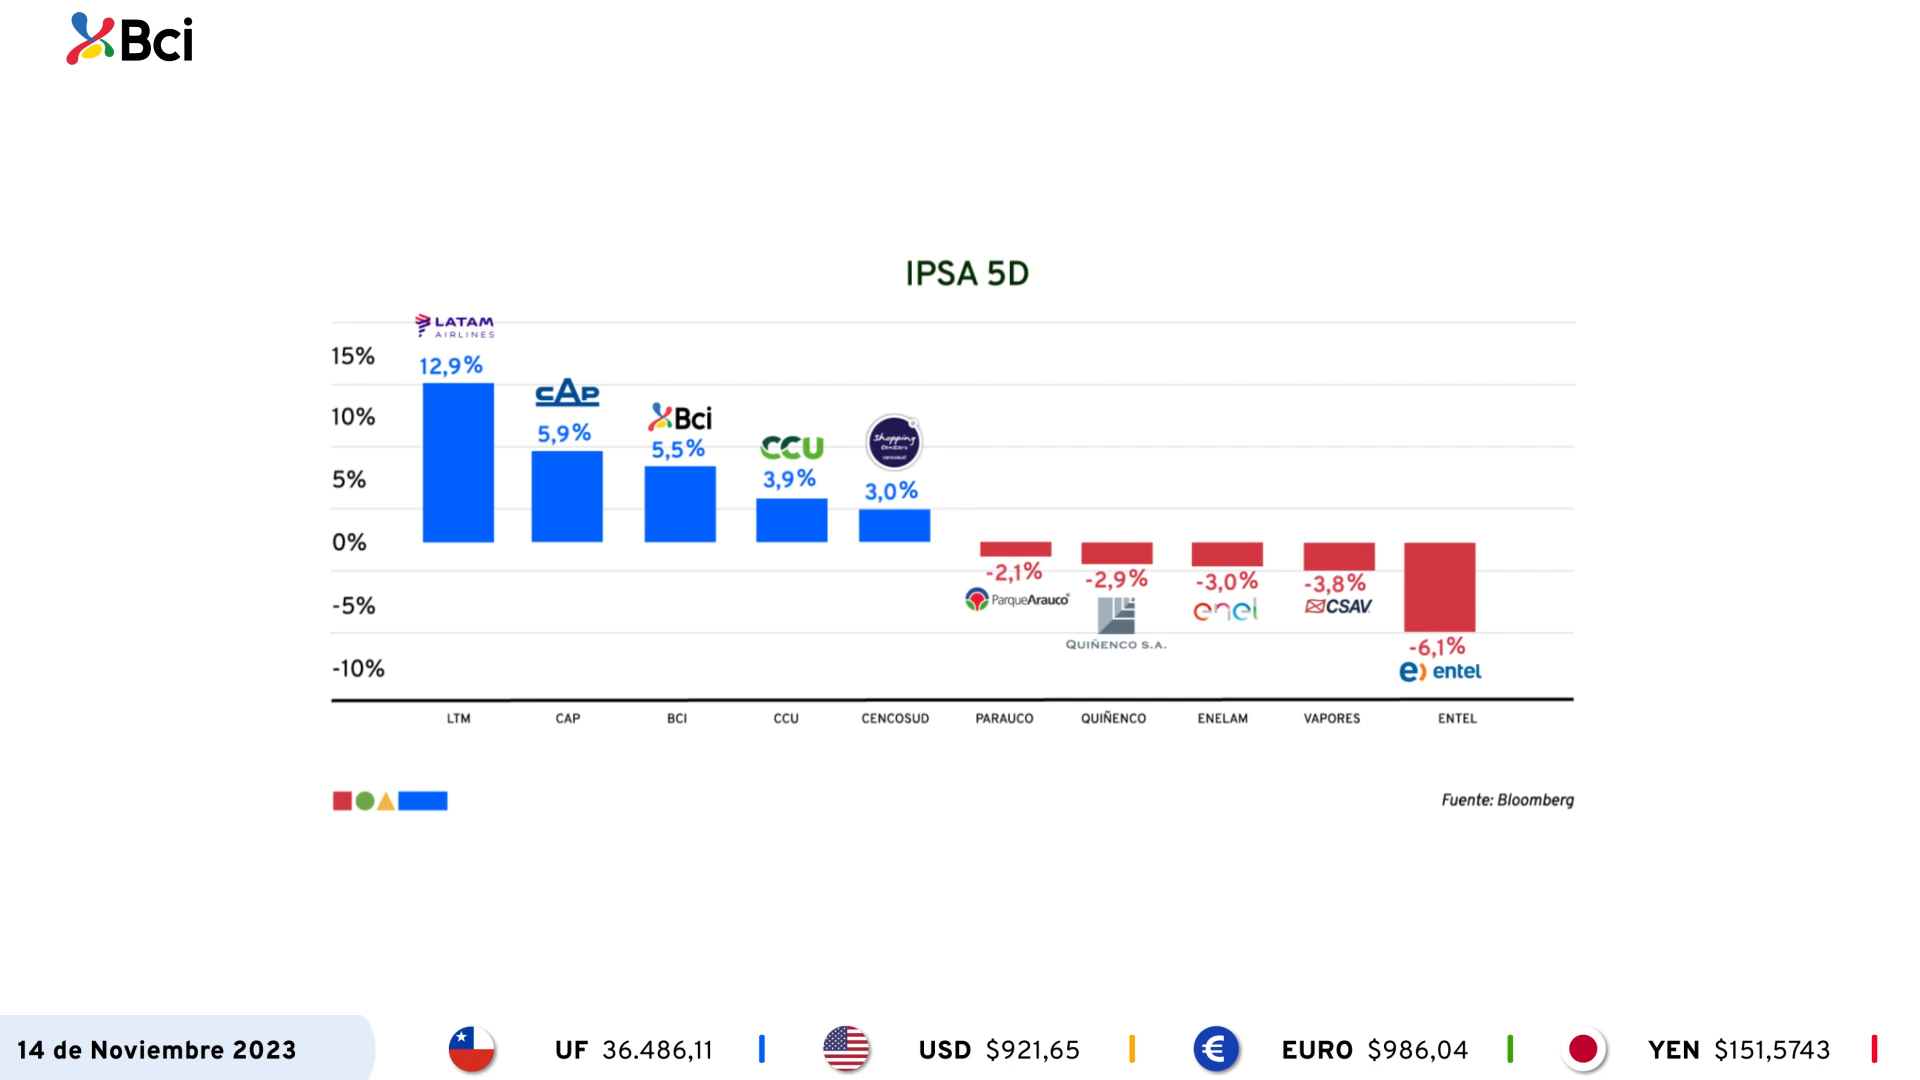 Bci
IPSA 5D
LATAM
AIRLINES
15%
12,9%
CAP
10%
Bci
5,9%
5,5%
CCU
Shopping
Centers
cencosud
5%
3,9%
3,0%
0%
-5%
-2,1%
-2,9%
-3,0%
-3,8%
ParqueArauco®
enel
CSAV
QUIÑENCO S.A.
-6,1%
-10%
entel
LTM CAP BCI CCU CENCOSUD PARAUCO QUIÑENCO ENELAM VAPORES ENTEL
Fuente: Bloomberg
14 de Noviembre 2023 UF 36.486,11 USD $921,65 € EURO $986,04 YEN $151,5743